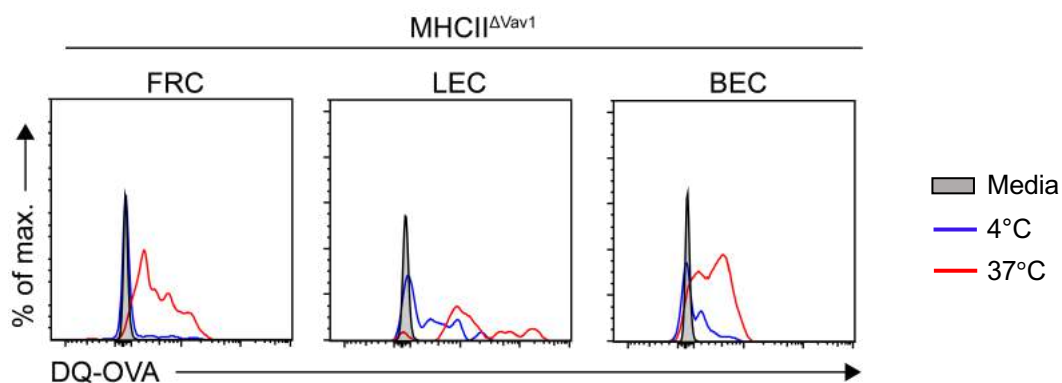 MHCII^ΔVav1
FRC LEC BEC
% of max.
Media
4°C
37°C
DQ-OVA